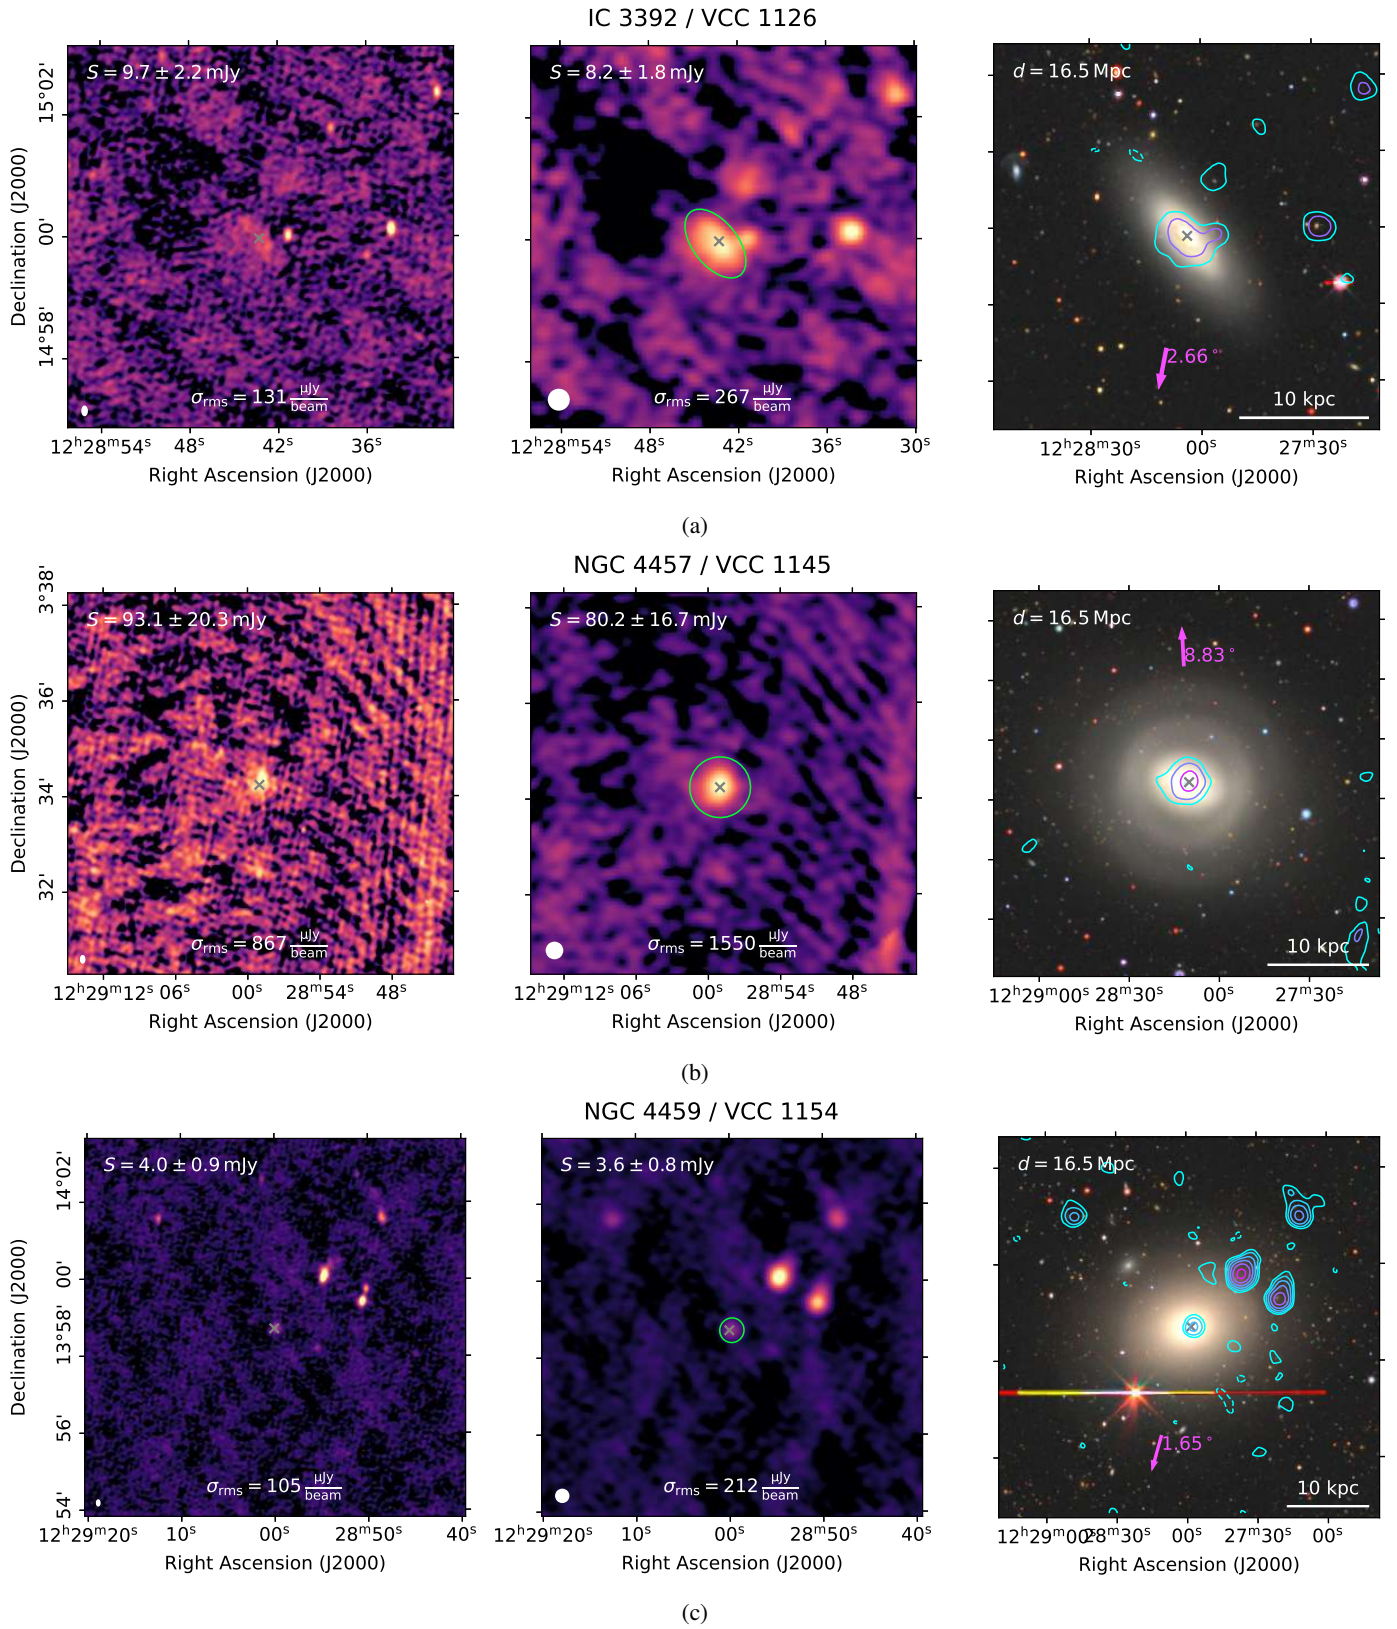 IC 3392 / VCC 1126
S = 9.7 ± 2.2 mJy
S = 8.2 ± 1.8 mJy
d = 16.5 Mpc
15°02'
00'
14°58'
Declination (J2000)
σrms = 131 μJy/beam
σrms = 267 μJy/beam
2.66°
10 kpc
12ʰ28ᵐ54ˢ 48ˢ 42ˢ 36ˢ
12ʰ28ᵐ54ˢ 48ˢ 42ˢ 36ˢ 30ˢ
12ʰ28ᵐ30ˢ 00ˢ 27ᵐ30ˢ
Right Ascension (J2000)
Right Ascension (J2000)
Right Ascension (J2000)
(a)
NGC 4457 / VCC 1145
S = 93.1 ± 20.3 mJy
S = 80.2 ± 16.7 mJy
d = 16.5 Mpc
3°38'
36'
34'
32'
Declination (J2000)
σrms = 867 μJy/beam
σrms = 1550 μJy/beam
8.83°
10 kpc
12ʰ29ᵐ12ˢ 06ˢ 00ˢ 28ᵐ54ˢ 48ˢ
12ʰ29ᵐ12ˢ 06ˢ 00ˢ 28ᵐ54ˢ 48ˢ
12ʰ29ᵐ00ˢ 28ᵐ30ˢ 00ˢ 27ᵐ30ˢ
Right Ascension (J2000)
Right Ascension (J2000)
Right Ascension (J2000)
(b)
NGC 4459 / VCC 1154
S = 4.0 ± 0.9 mJy
S = 3.6 ± 0.8 mJy
d = 16.5 Mpc
14°02'
00'
13°58'
56'
54'
Declination (J2000)
σrms = 105 μJy/beam
σrms = 212 μJy/beam
1.65°
10 kpc
12ʰ29ᵐ20ˢ 10ˢ 00ˢ 28ᵐ50ˢ 40ˢ
12ʰ29ᵐ20ˢ 10ˢ 00ˢ 28ᵐ50ˢ 40ˢ
12ʰ29ᵐ00ˢ 28ᵐ30ˢ 00ˢ 27ᵐ30ˢ 00ˢ
Right Ascension (J2000)
Right Ascension (J2000)
Right Ascension (J2000)
(c)